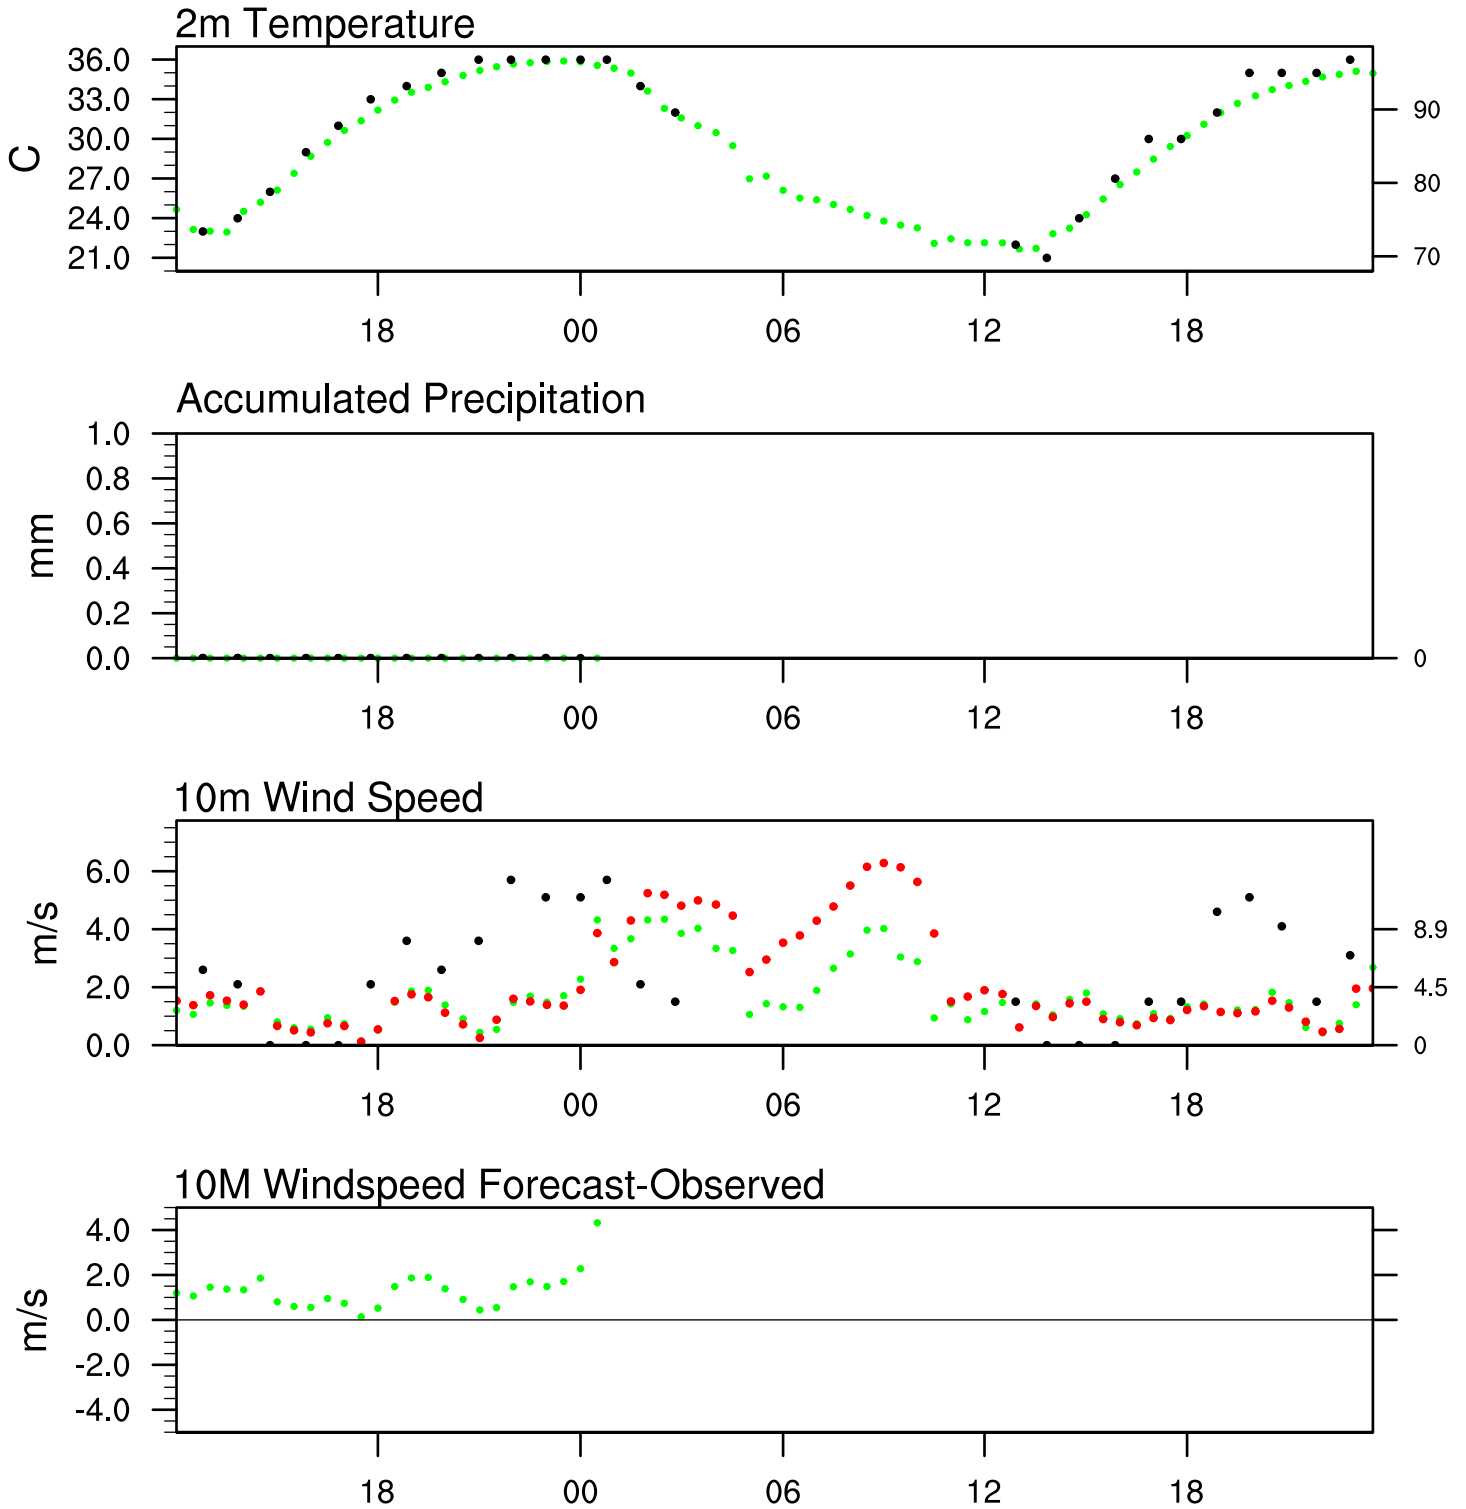 2m Temperature
36.0
33.0
30.0
27.0
24.0
21.0
C
90
80
70
18 00 06 12 18
Accumulated Precipitation
1.0
0.8
0.6
0.4
0.2
0.0
mm
0
18 00 06 12 18
10m Wind Speed
6.0
4.0
2.0
0.0
m/s
8.9
4.5
0
18 00 06 12 18
10M Windspeed Forecast-Observed
4.0
2.0
0.0
-2.0
-4.0
m/s
18 00 06 12 18